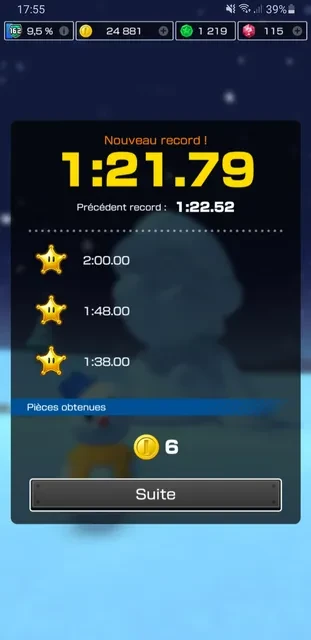 17:55 39%
162 9,5 % 24 881 1 219 115
Nouveau record !
1:21.79
Précédent record : 1:22.52
2:00.00
1:48.00
1:38.00
Pièces obtenues
6
Suite